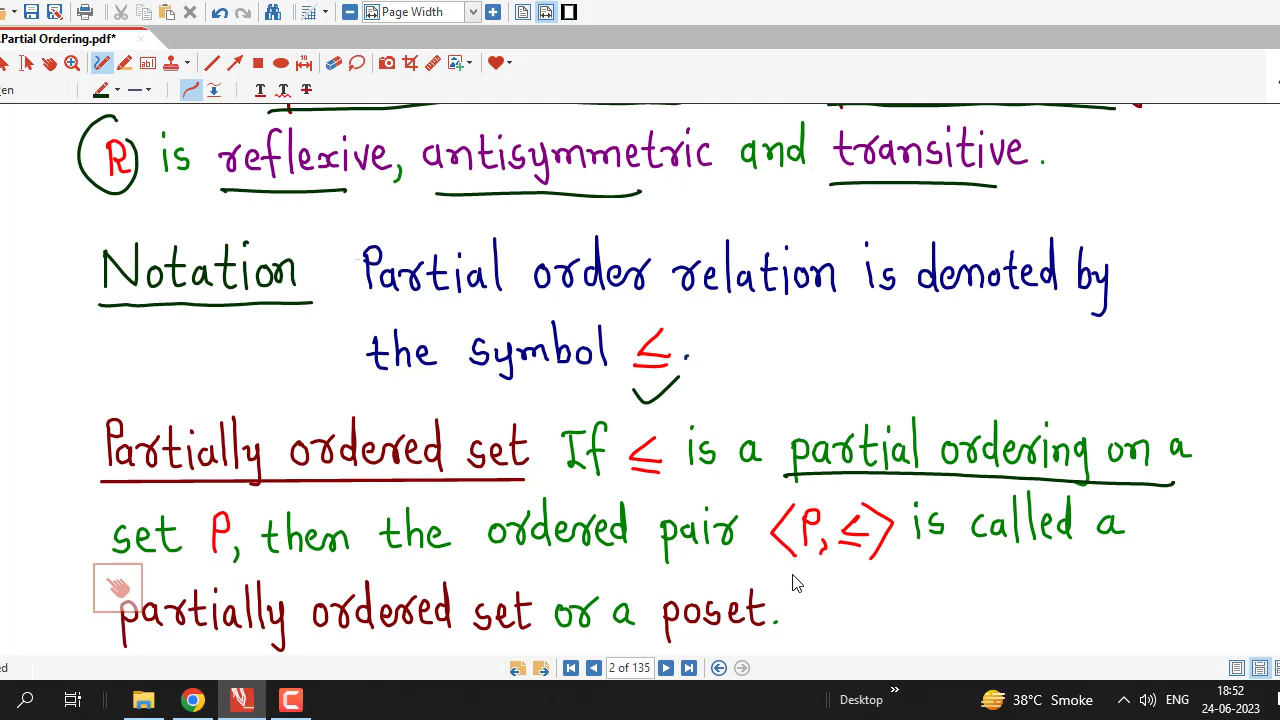 Page Width
.Partial Ordering.pdf*
R is reflexive, antisymmetric and transitive.
Notation Partial order relation is denoted by
the symbol ≤.
Partially ordered set If ≤ is a partial ordering on a
set P, then the ordered pair <P, ≤> is called a
partially ordered set or a poset.
2 of 135
Desktop
38°C Smoke
ENG
18:52
24-06-2023